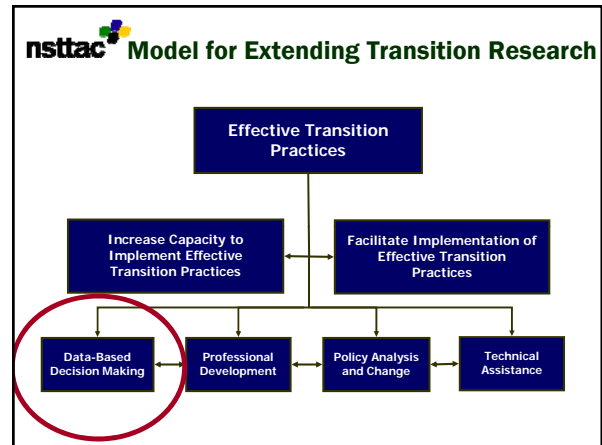 nsttac Model for Extending Transition Research
Effective Transition
Practices
Increase Capacity to
Implement Effective
Transition Practices
Facilitate Implementation of
Effective Transition
Practices
Data-Based
Decision Making
Professional
Development
Policy Analysis
and Change
Technical
Assistance